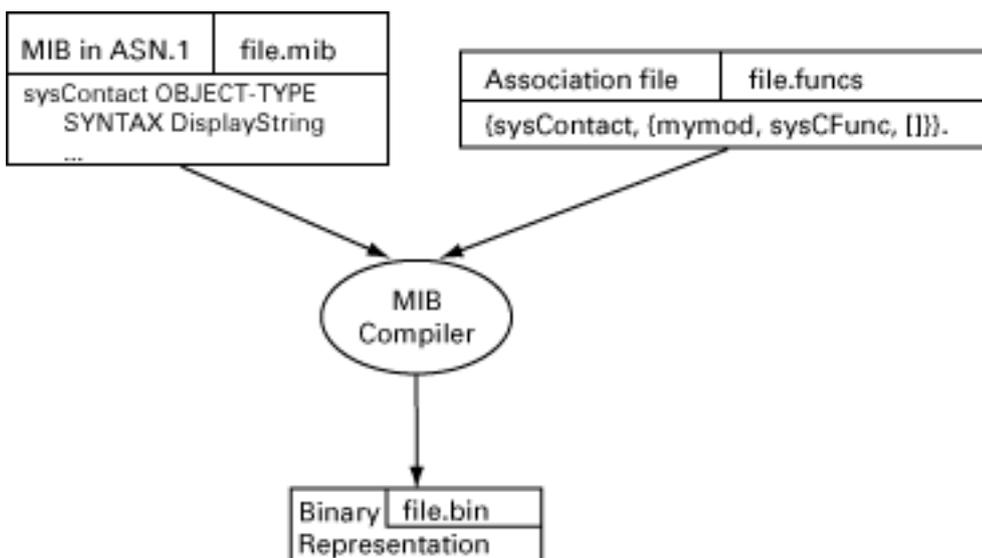 MIB in ASN.1 file.mib
sysContact OBJECT-TYPE
SYNTAX DisplayString
...
Association file file.funcs
{sysContact, {mymod, sysCFunc, []}}.
MIB
Compiler
Binary file.bin
Representation